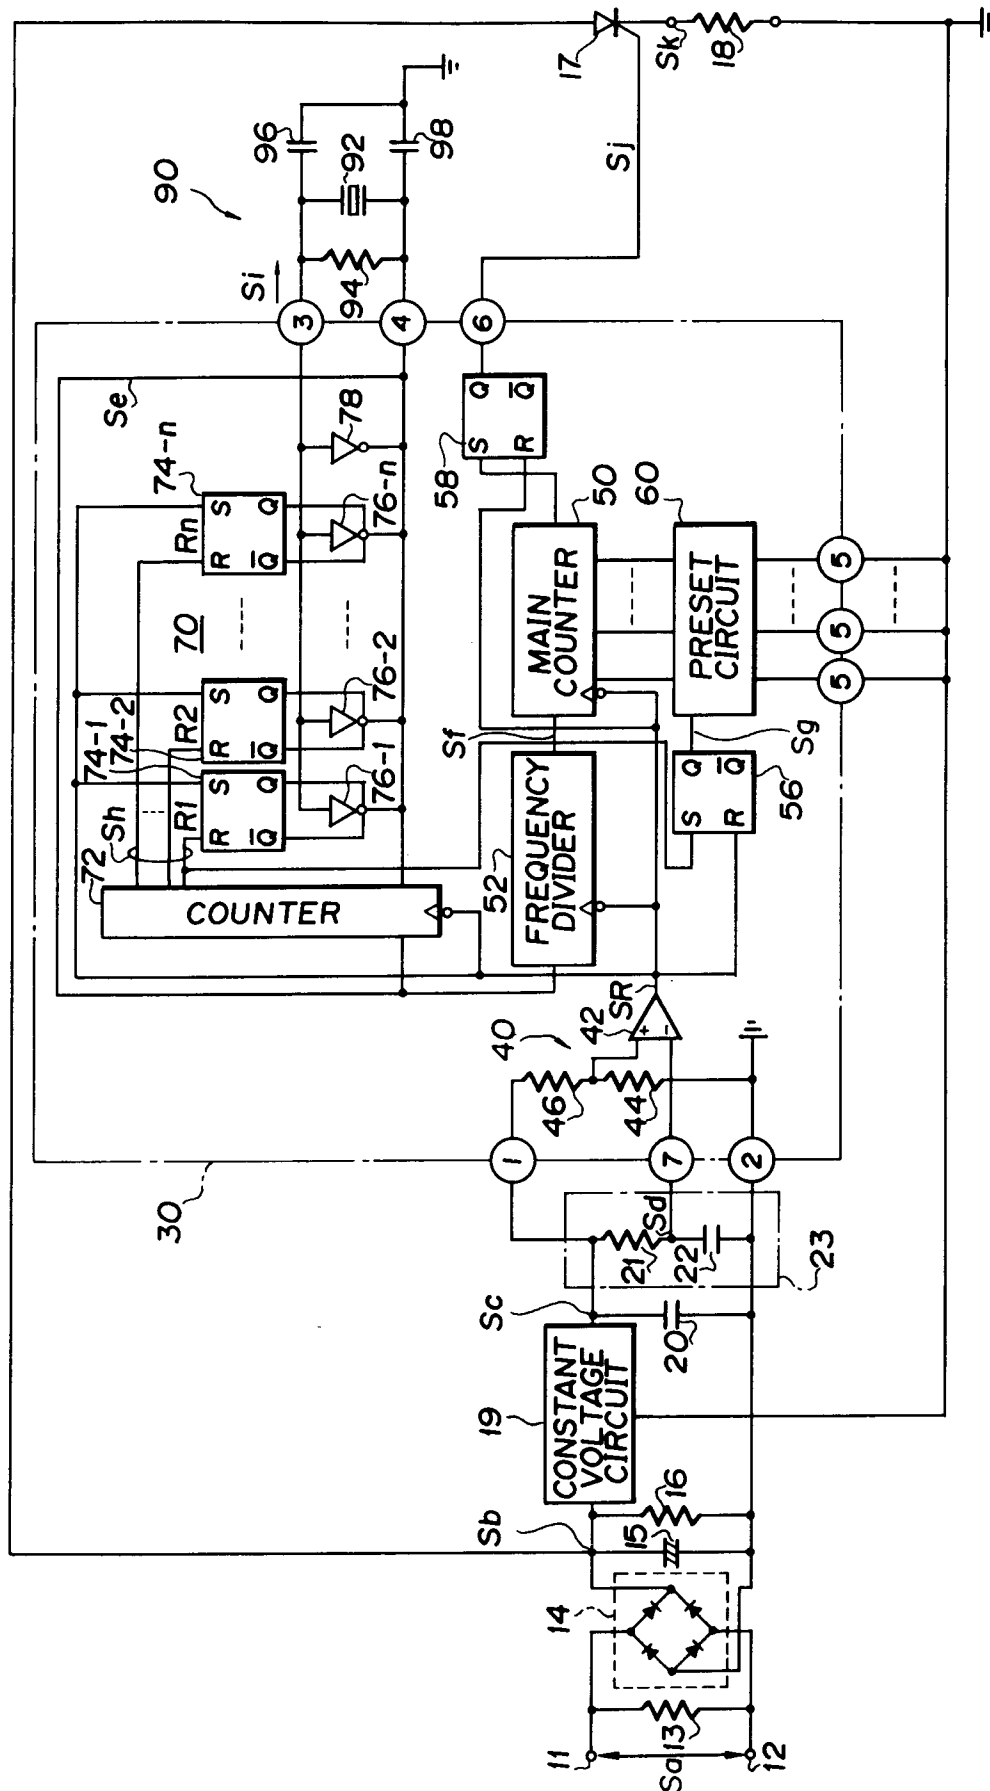 90
96
98
92
94
Si
3
4
6
17
Sk
18
Sj
Se
74-n
Rn
S
R
Q
Q̅
78
76-n
70
74-1
74-2
R2
S
R
Q
Q̅
76-2
R1
S
R
Q
Q̅
76-1
Sh
72
COUNTER
58
S
R
Q
Q̅
50
MAIN
COUNTER
60
PRESET
CIRCUIT
5
5
5
Sf
Sg
52
FREQUENCY
DIVIDER
56
S
R
Q
Q̅
SR
42
+
-
40
46
44
1
7
2
30
Sd
21
22
23
Sc
20
19
CONSTANT
VOLTAGE
CIRCUIT
Sb
15
16
14
13
11
12
Sa